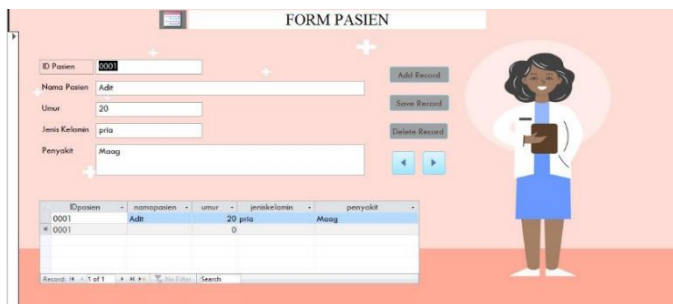 FORM PASIEN
ID Pasien 0001
Nama Pasien Adit
Umur 20
Jenis Kelamin pria
Penyakit Maag
Add Record
Save Record
Delete Record
IDpasien namapasien umur jeniskelamin penyakit
0001 Adit 20 pria Maag
0001 0
Record: 1 of 1 No Filter Search